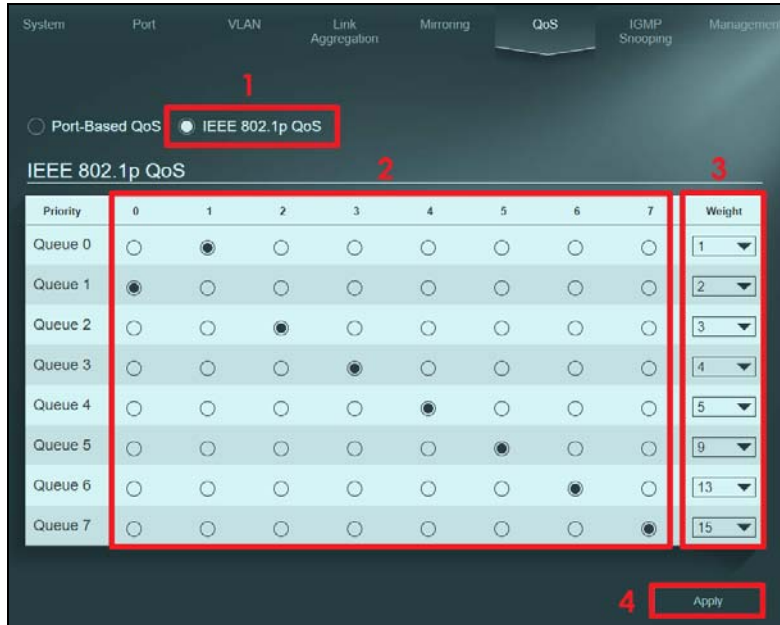 System Port VLAN Link Aggregation Mirroring QoS IGMP Snooping Management
1
Port-Based QoS IEEE 802.1p QoS
IEEE 802.1p QoS 2 3
Priority 0 1 2 3 4 5 6 7 Weight
Queue 0 1
Queue 1 2
Queue 2 3
Queue 3 4
Queue 4 5
Queue 5 9
Queue 6 13
Queue 7 15
4 Apply